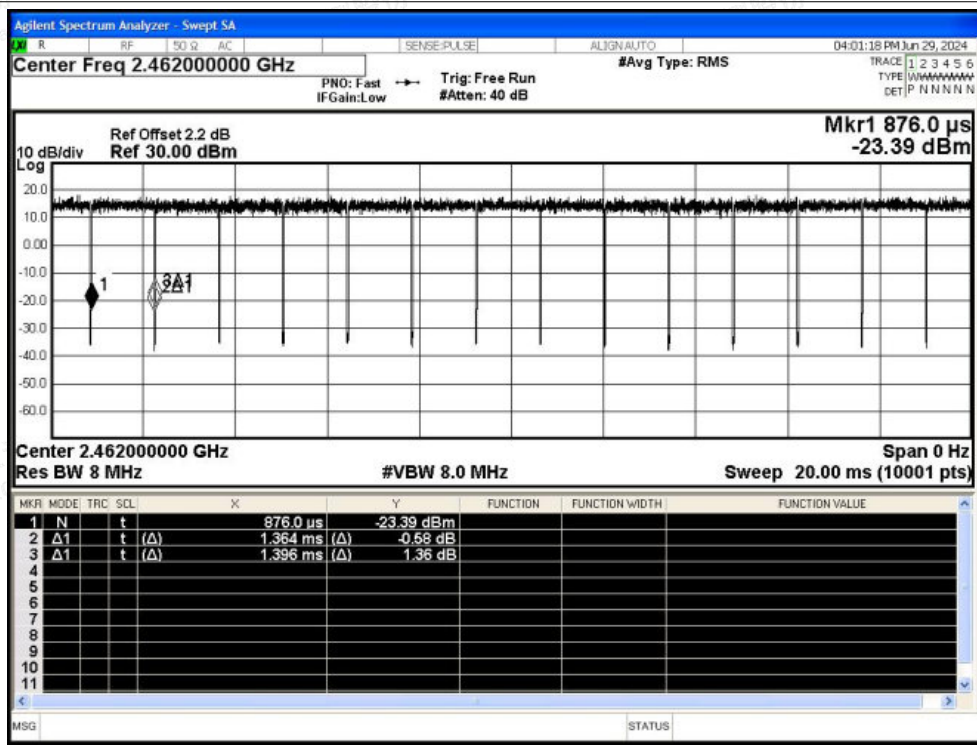 Agilent Spectrum Analyzer - Swept SA
LXI R RF 50 Ω AC SENSE:PULSE ALIGNAUTO 04:01:18 PM Jun 29, 2024
Center Freq 2.462000000 GHz #Avg Type: RMS TRACE 1 2 3 4 5 6
PNO: Fast Trig: Free Run TYPE WWWWWW
IFGain:Low #Atten: 40 dB DET P N N N N N
Mkr1 876.0 µs
Ref Offset 2.2 dB
10 dB/div Ref 30.00 dBm -23.39 dBm
Log
20.0
10.0
0.00
-10.0
1 3Δ1
2Δ1
-20.0
-30.0
-40.0
-50.0
-60.0
Center 2.462000000 GHz Span 0 Hz
Res BW 8 MHz #VBW 8.0 MHz Sweep 20.00 ms (10001 pts)
MKR MODE TRC SCL X Y FUNCTION FUNCTION WIDTH FUNCTION VALUE
1 N t 876.0 µs -23.39 dBm
2 Δ1 t (Δ) 1.364 ms (Δ) -0.58 dB
3 Δ1 t (Δ) 1.396 ms (Δ) 1.36 dB
4
5
6
7
8
9
10
11
MSG STATUS